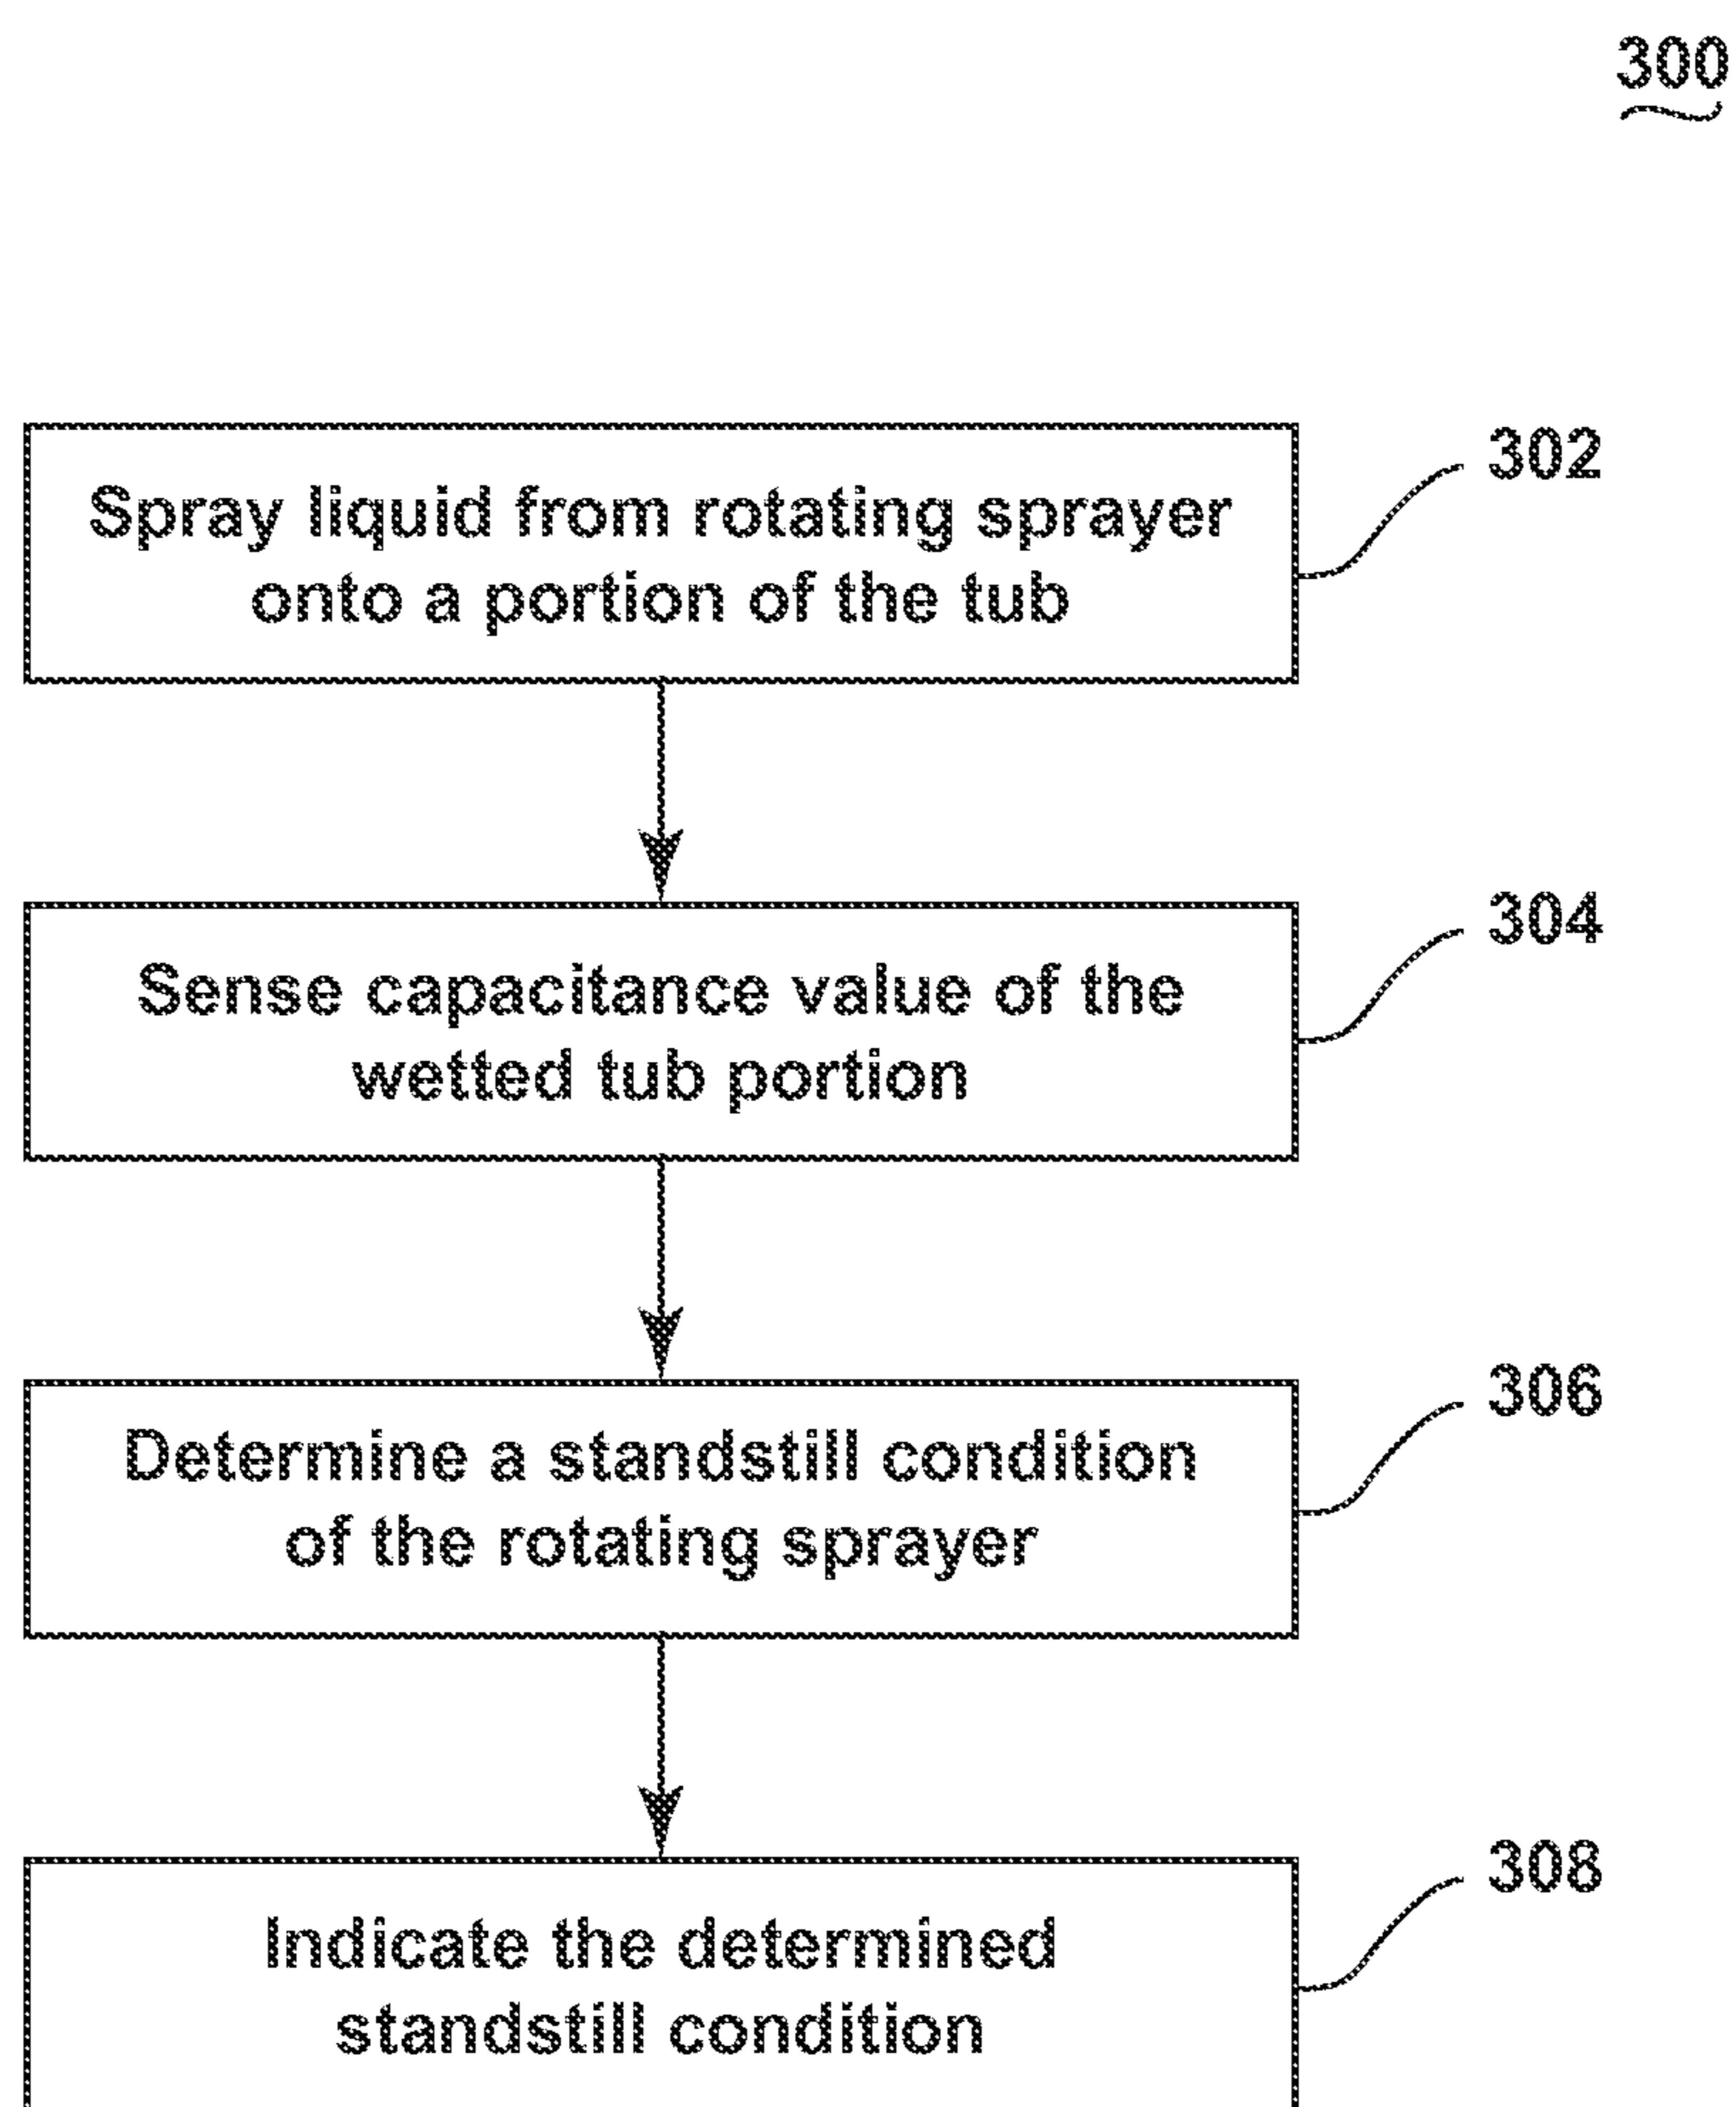 300
Spray liquid from rotating sprayer
onto a portion of the tub
302
Sense capacitance value of the
wetted tub portion
304
Determine a standstill condition
of the rotating sprayer
306
Indicate the determined
standstill condition
308